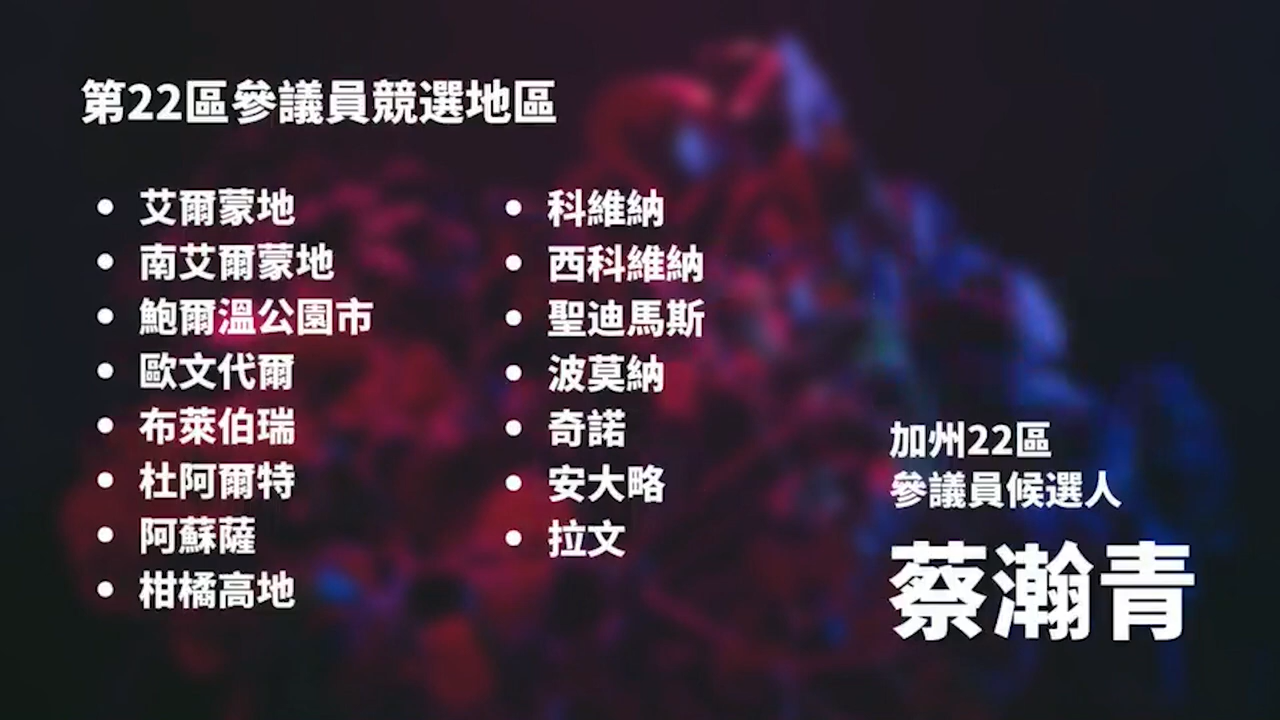 第22區參議員競選地區
艾爾蒙地
南艾爾蒙地
鮑爾溫公園市
歐文代爾
布萊伯瑞
杜阿爾特
阿蘇薩
柑橘高地
科維納
西科維納
聖迪馬斯
波莫納
奇諾
安大略
拉文
加州22區
參議員候選人
蔡瀚青